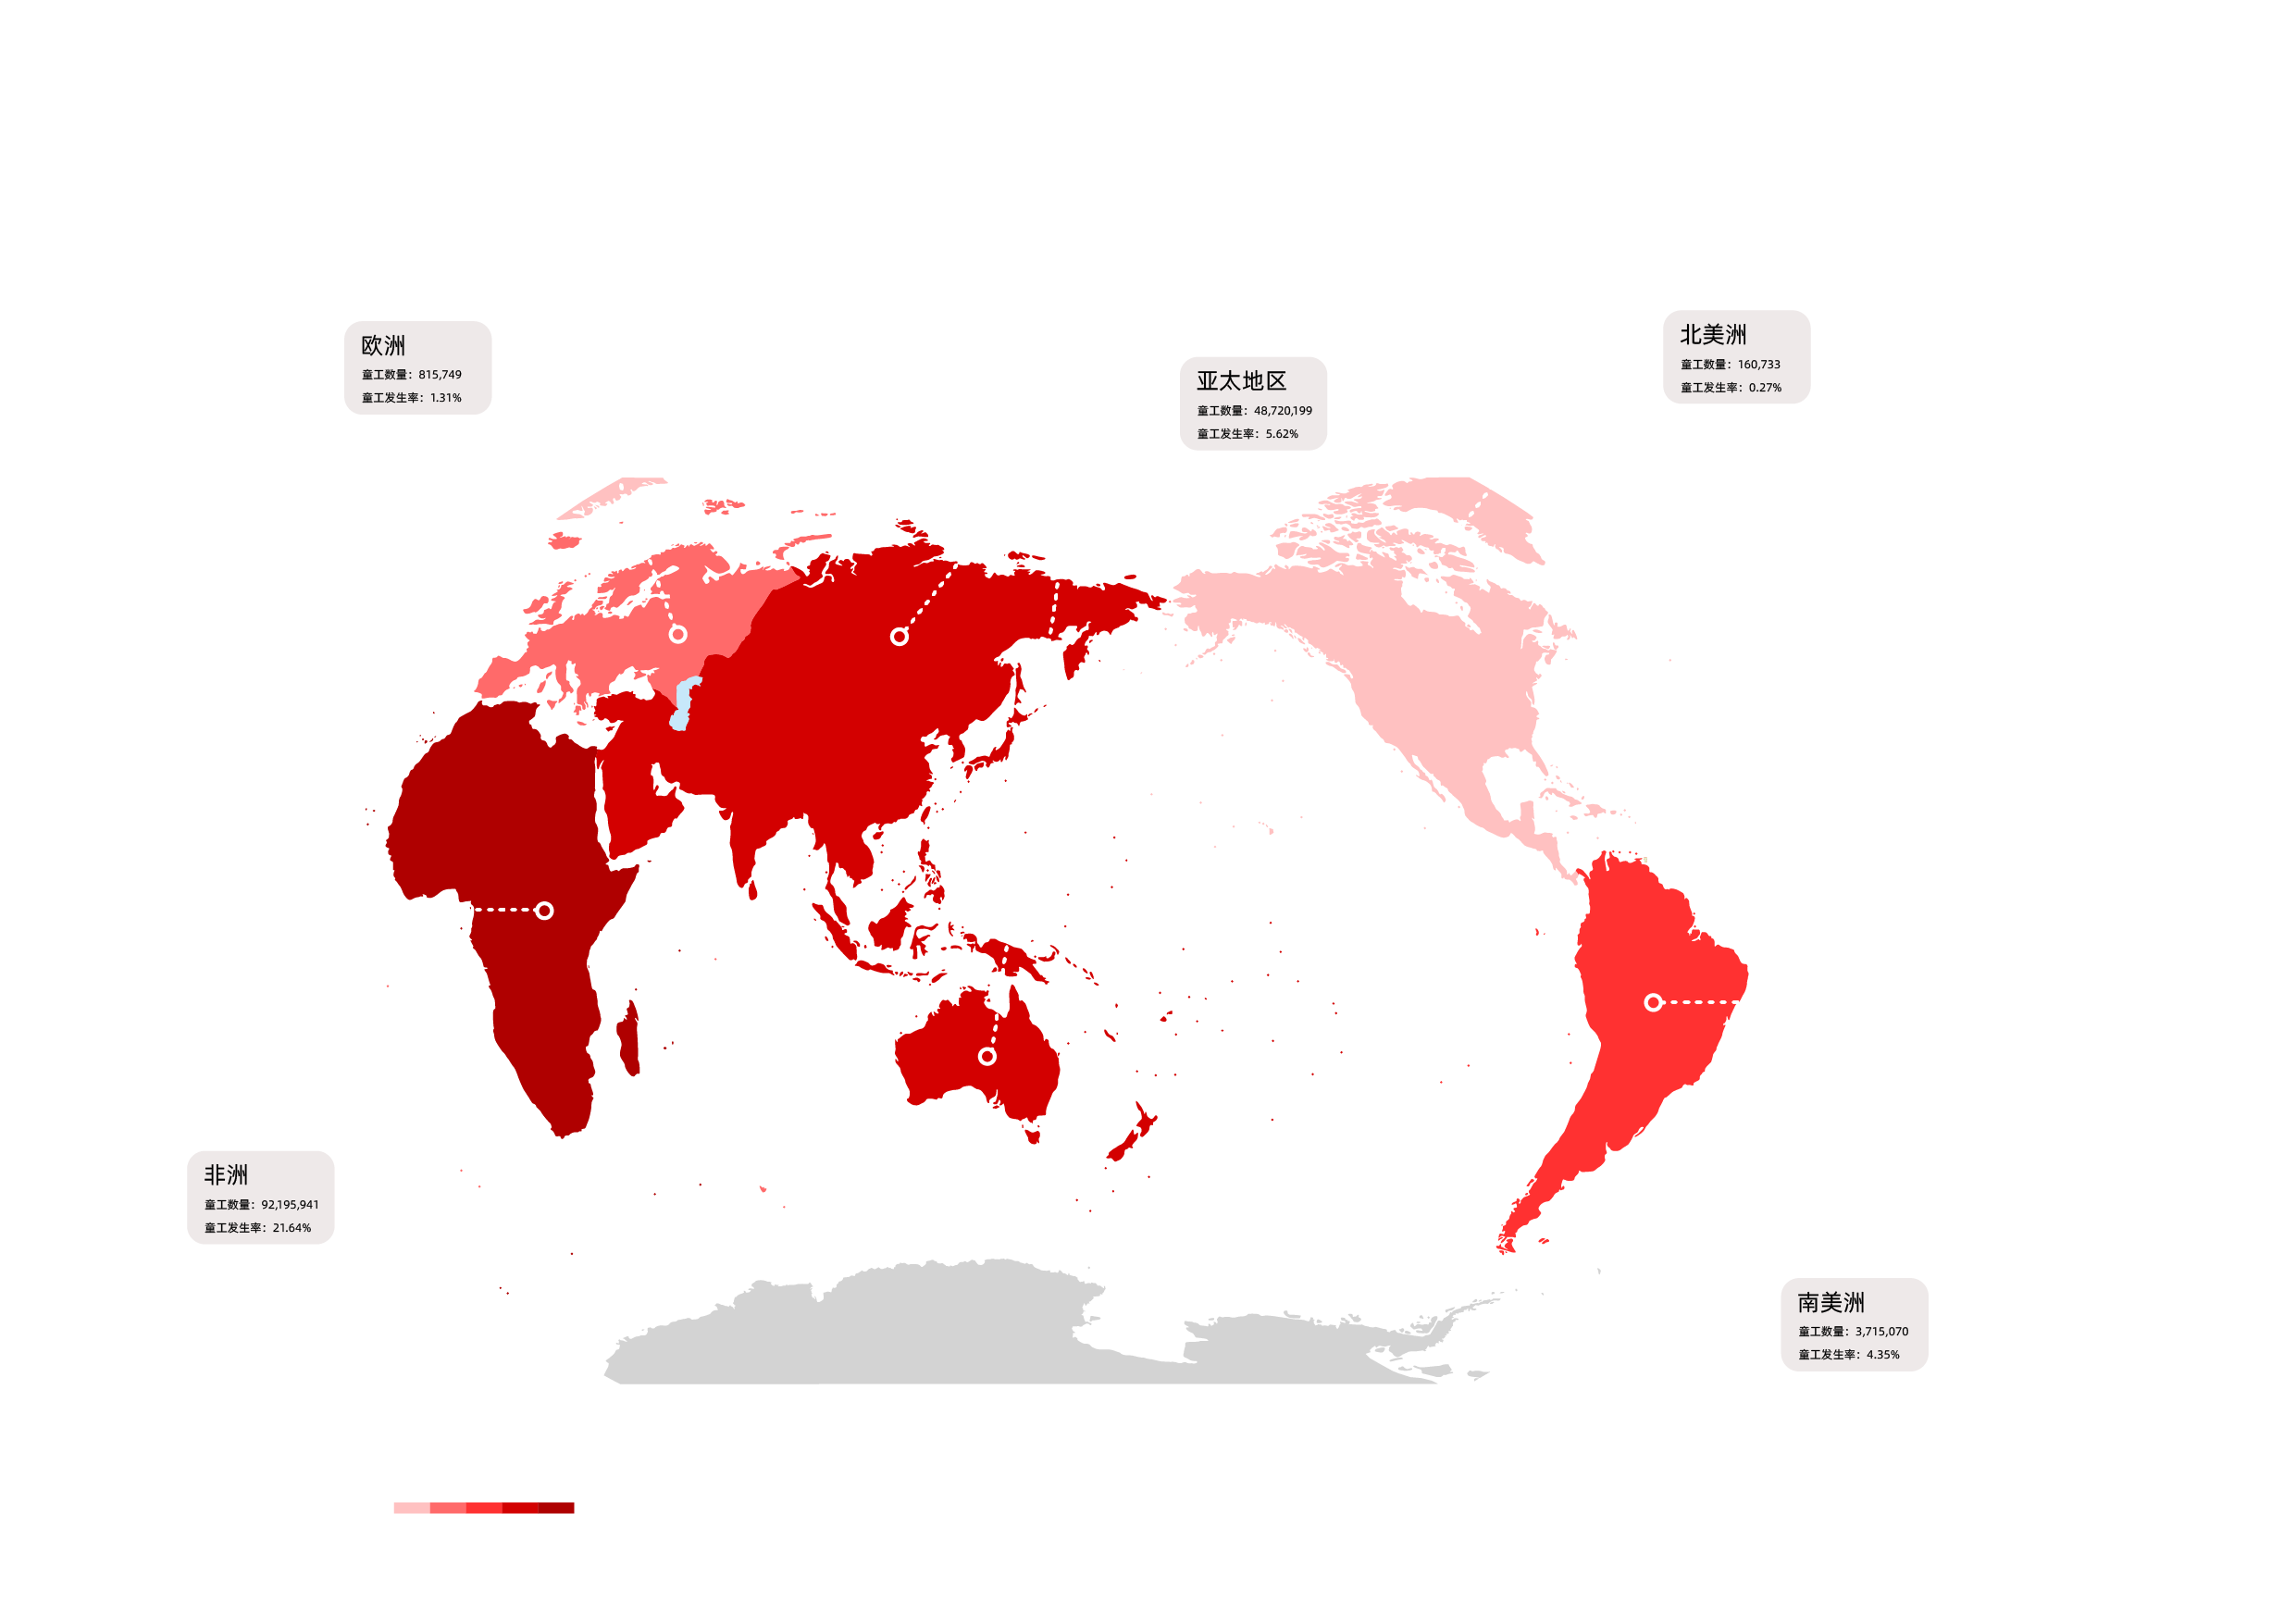 欧洲
童工数量：815,749
童工发生率：1.31%
亚太地区
童工数量：48,720,199
童工发生率：5.62%
北美洲
童工数量：160,733
童工发生率：0.27%
非洲
童工数量：92,195,941
童工发生率：21.64%
南美洲
童工数量：3,715,070
童工发生率：4.35%